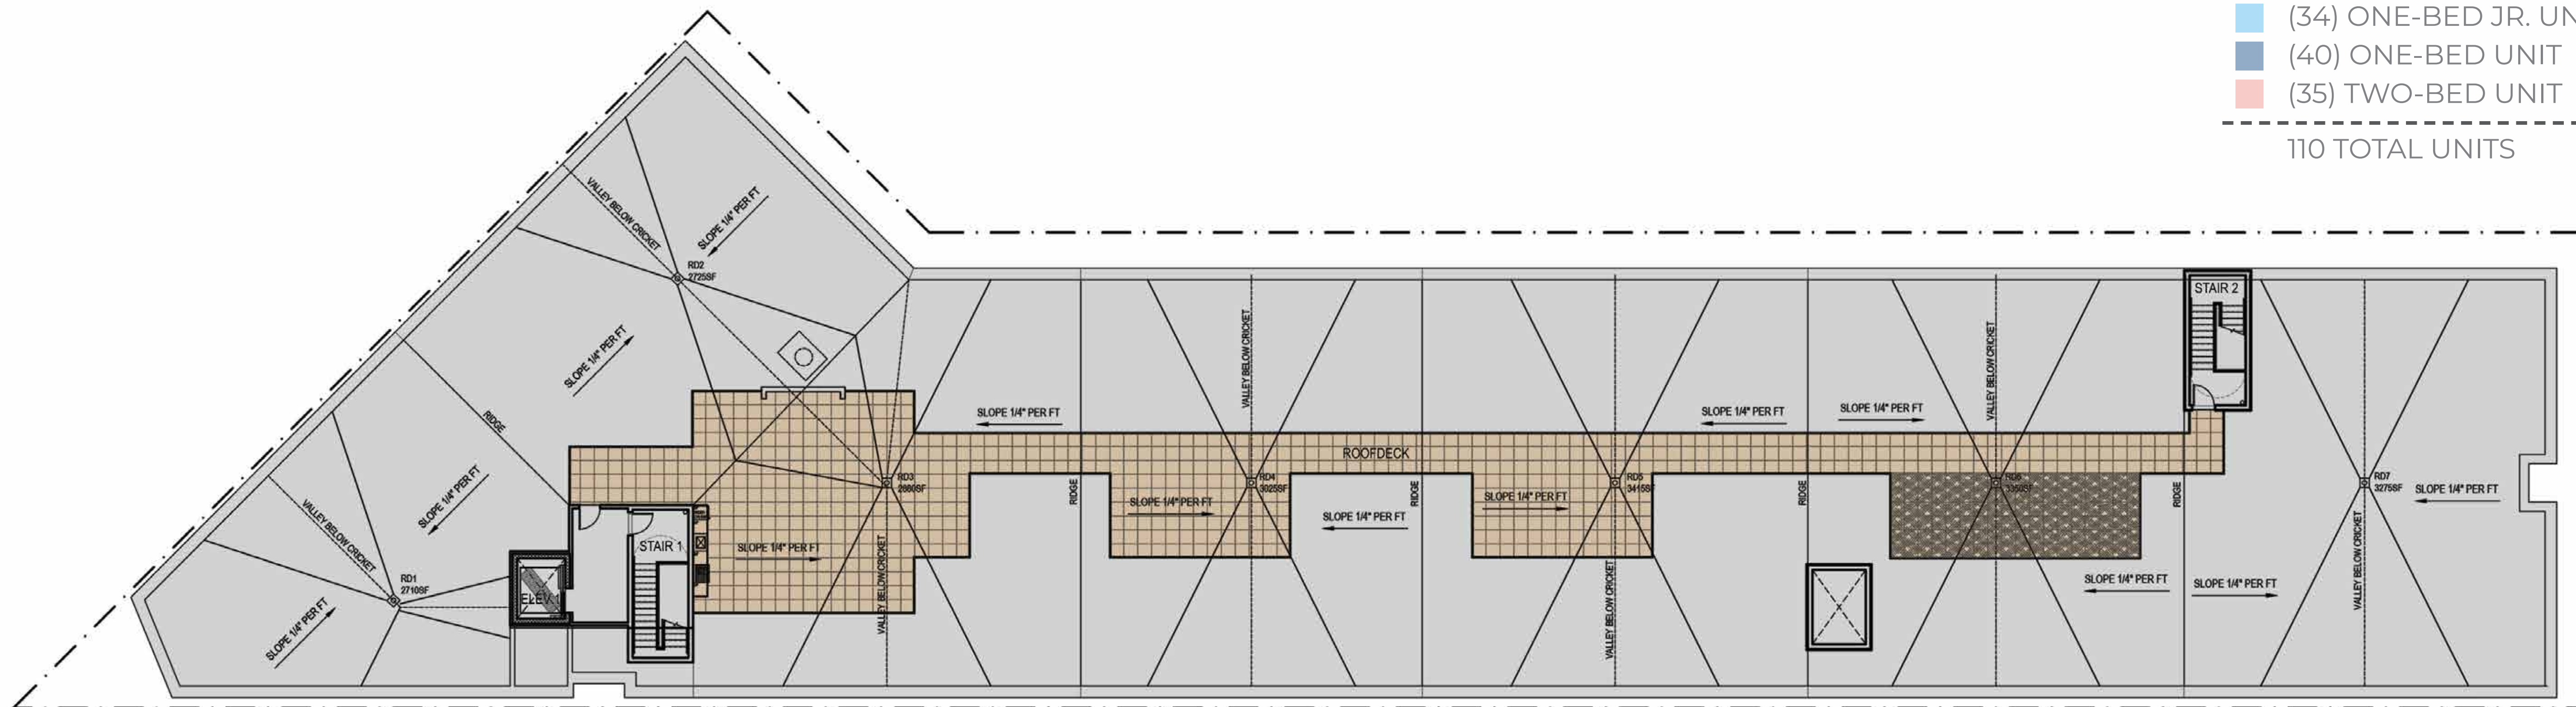 (34) ONE-BED JR. UN
(40) ONE-BED UNIT
(35) TWO-BED UNIT
110 TOTAL UNITS
VALLEY BELOW CRICKET
SLOPE 1/4" PER FT
RD2
2725SF
SLOPE 1/4" PER FT
RIDGE
SLOPE 1/4" PER FT
VALLEY BELOW CRICKET
RD1
2710SF
SLOPE 1/4" PER FT
ELEV
STAIR 1
SLOPE 1/4" PER FT
RD3
VALLEY BELOW CRICKET
SLOPE 1/4" PER FT
RIDGE
VALLEY BELOW CRICKET
SLOPE 1/4" PER FT
RD4
3025SF
ROOFDECK
SLOPE 1/4" PER FT
RIDGE
SLOPE 1/4" PER FT
RD5
3415SF
VALLEY BELOW CRICKET
SLOPE 1/4" PER FT
SLOPE 1/4" PER FT
RIDGE
VALLEY BELOW CRICKET
RD6
SLOPE 1/4" PER FT
RIDGE
SLOPE 1/4" PER FT
STAIR 2
RD7
3275SF
SLOPE 1/4" PER FT
VALLEY BELOW CRICKET